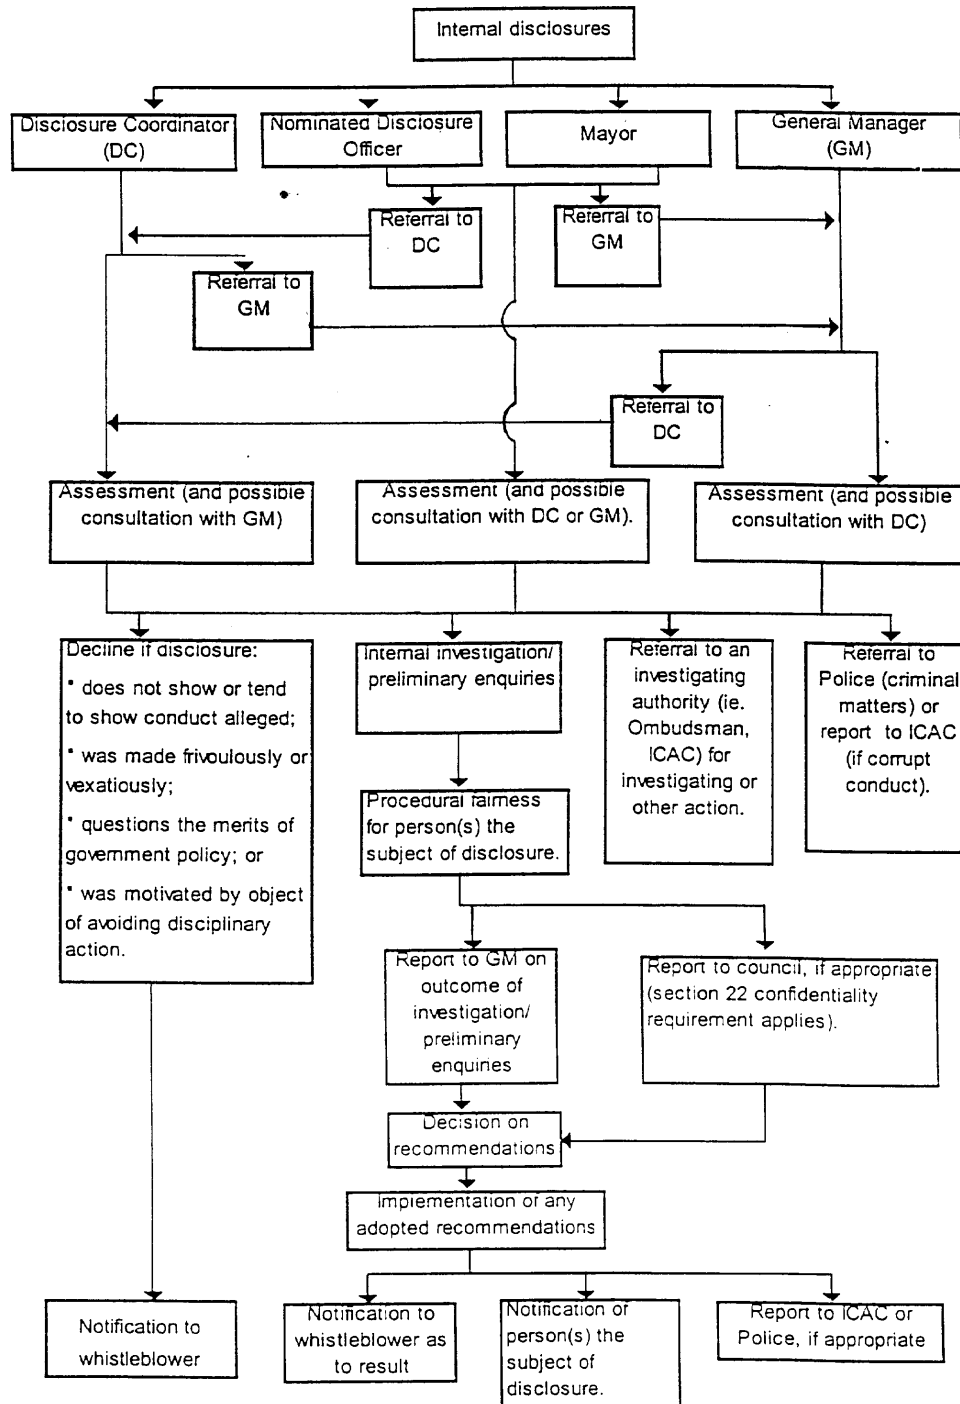 Internal disclosures
Disclosure Coordinator
(DC)
Nominated Disclosure
Officer
Mayor
General Manager
(GM)
Referral to
DC
Referral to
GM
Referral to
GM
Referral to
DC
Assessment (and possible
consultation with GM)
Assessment (and possible
consultation with DC or GM).
Assessment (and possible
consultation with DC)
Decline if disclosure:
* does not show or tend
to show conduct alleged;
* was made frivoulously or
vexatiously;
* questions the merits of
government policy; or
* was motivated by object
of avoiding disciplinary
action.
Internal investigation/
preliminary enquiries
Referral to an
investigating
authority (ie.
Ombudsman,
ICAC) for
investigating or
other action.
Referral to
Police (criminal
matters) or
report to ICAC
(if corrupt
conduct).
Procedural fairness
for person(s) the
subject of disclosure.
Report to GM on
outcome of
investigation/
preliminary
enquiries
Report to council, if appropriate
(section 22 confidentiality
requirement applies).
Decision on
recommendations
Implementation of any
adopted recommendations
Notification to
whistleblower
Notification to
whistleblower as
to result
Notification of
person(s) the
subject of
disclosure.
Report to ICAC or
Police, if appropriate